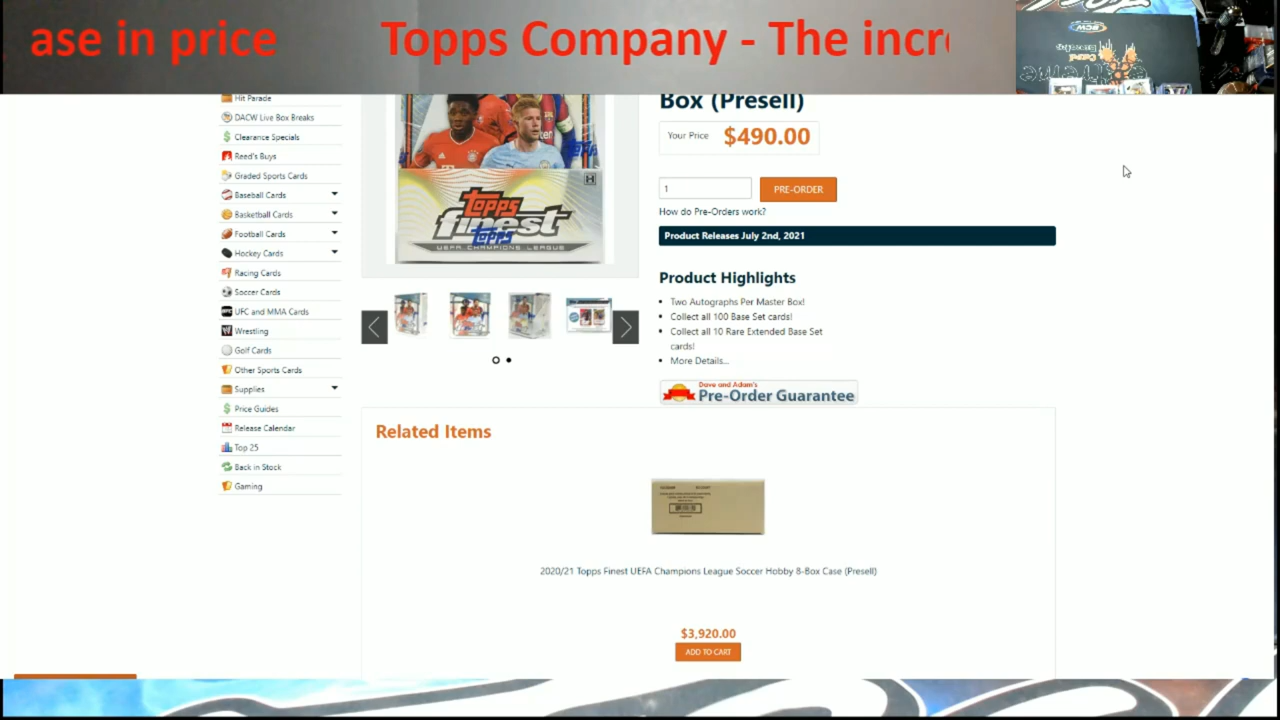 ase in price Topps Company - The incr
Hit Parade
DACW Live Box Breaks
Clearance Specials
Reed's Buys
Graded Sports Cards
Baseball Cards
Basketball Cards
Football Cards
Hockey Cards
Racing Cards
Soccer Cards
UFC and MMA Cards
Wrestling
Golf Cards
Other Sports Cards
Supplies
Price Guides
Release Calendar
Top 25
Back in Stock
Gaming
H
Topps
finest
Topps
UEFA CHAMPIONS LEAGUE
Box (Presell)
Your Price $490.00
1 PRE-ORDER
How do Pre-Orders work?
Product Releases July 2nd, 2021
Product Highlights
Two Autographs Per Master Box!
Collect all 100 Base Set cards!
Collect all 10 Rare Extended Base Set
cards!
More Details...
Dave and Adam's
Pre-Order Guarantee
Related Items
2020/21 Topps Finest UEFA Champions League Soccer Hobby 8-Box Case (Presell)
$3,920.00
ADD TO CART